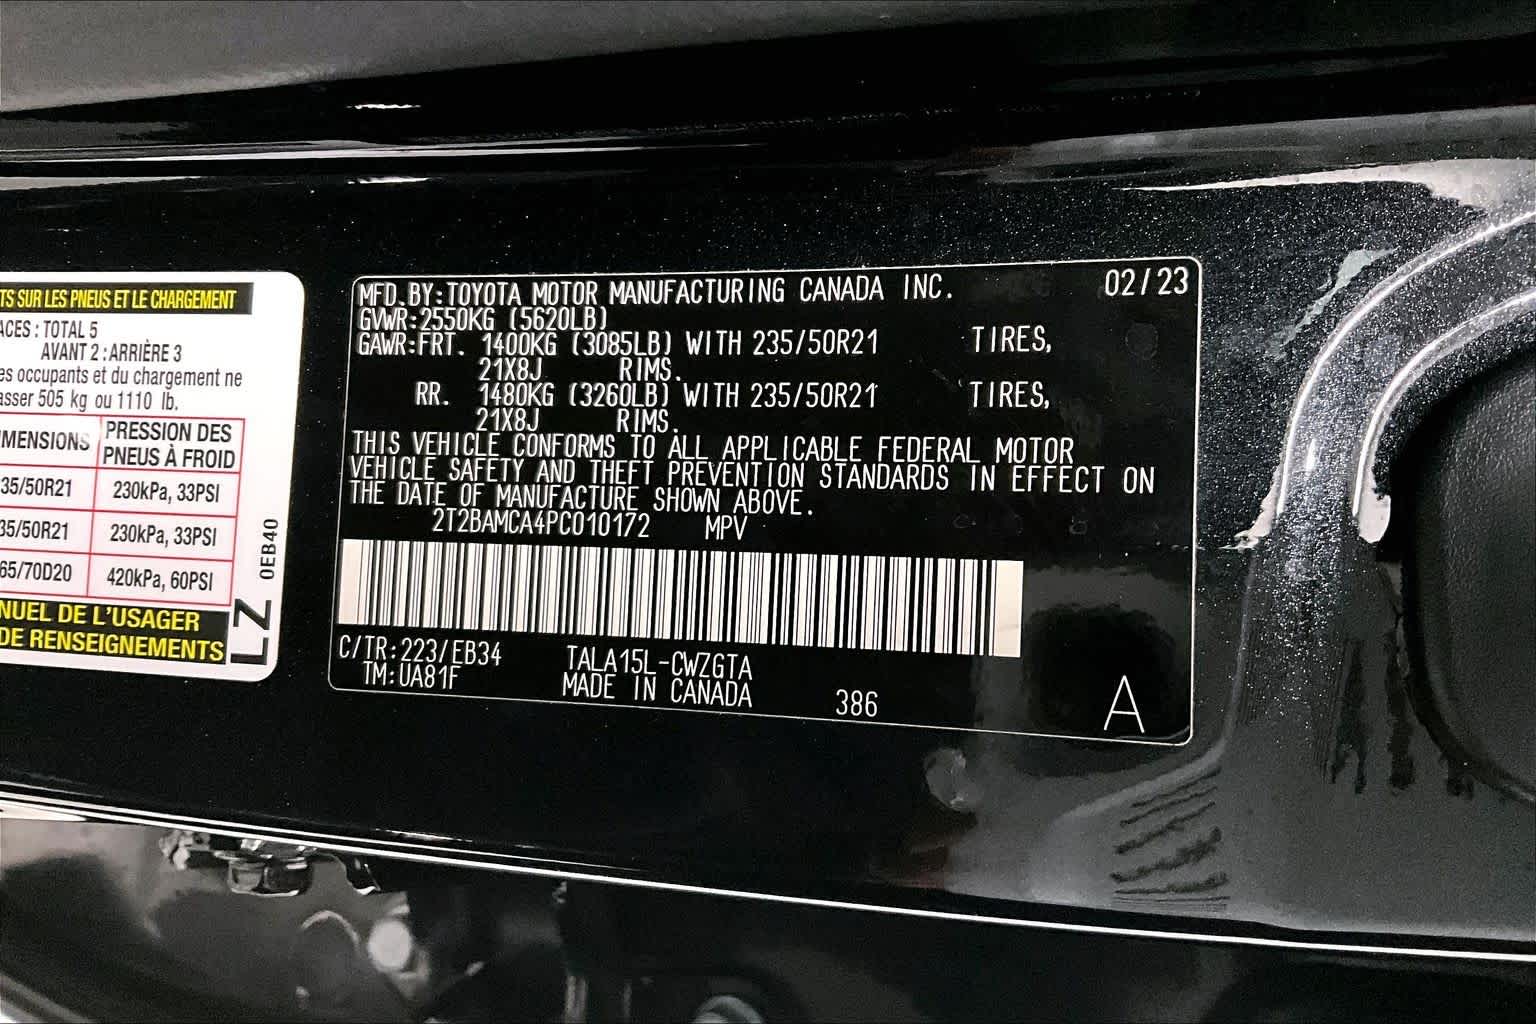 TS SUR LES PNEUS ET LE CHARGEMENT
ACES : TOTAL 5
AVANT 2 : ARRIÈRE 3
es occupants et du chargement ne
asser 505 kg ou 1110 lb.
MENSIONS PRESSION DES PNEUS À FROID
35/50R21 230kPa, 33PSI
35/50R21 230kPa, 33PSI
65/70D20 420kPa, 60PSI
NUEL DE L'USAGER
DE RENSEIGNEMENTS
0EB40
LZ
MFD.BY:TOYOTA MOTOR MANUFACTURING CANADA INC. 02/23
GVWR:2550KG (5620LB)
GAWR:FRT. 1400KG (3085LB) WITH 235/50R21 TIRES,
21X8J RIMS.
RR. 1480KG (3260LB) WITH 235/50R21 TIRES,
21X8J RIMS.
THIS VEHICLE CONFORMS TO ALL APPLICABLE FEDERAL MOTOR
VEHICLE SAFETY AND THEFT PREVENTION STANDARDS IN EFFECT ON
THE DATE OF MANUFACTURE SHOWN ABOVE.
2T2BAMCA4PC010172 MPV
C/TR:223/EB34 TALA15L-CWZGTA
TM:UA81F MADE IN CANADA 386
A